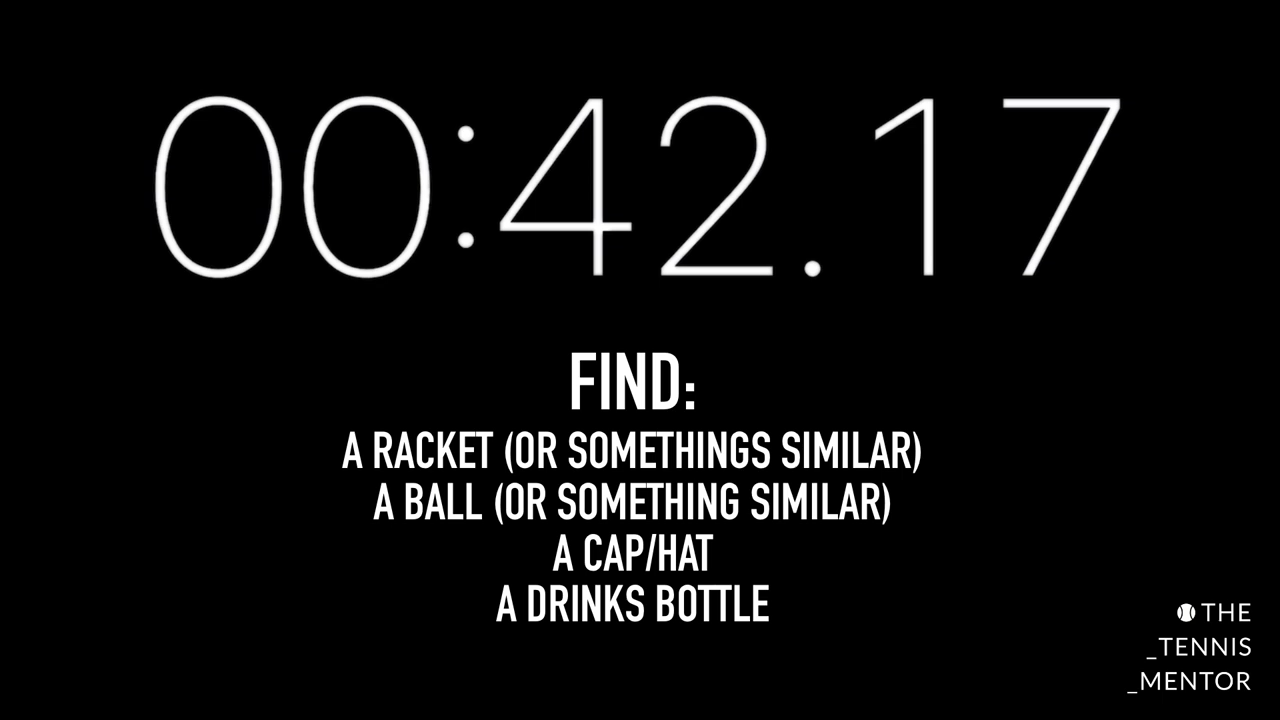 00:42.17
FIND:
A RACKET (OR SOMETHINGS SIMILAR)
A BALL (OR SOMETHING SIMILAR)
A CAP/HAT
A DRINKS BOTTLE
THE
_TENNIS
_MENTOR